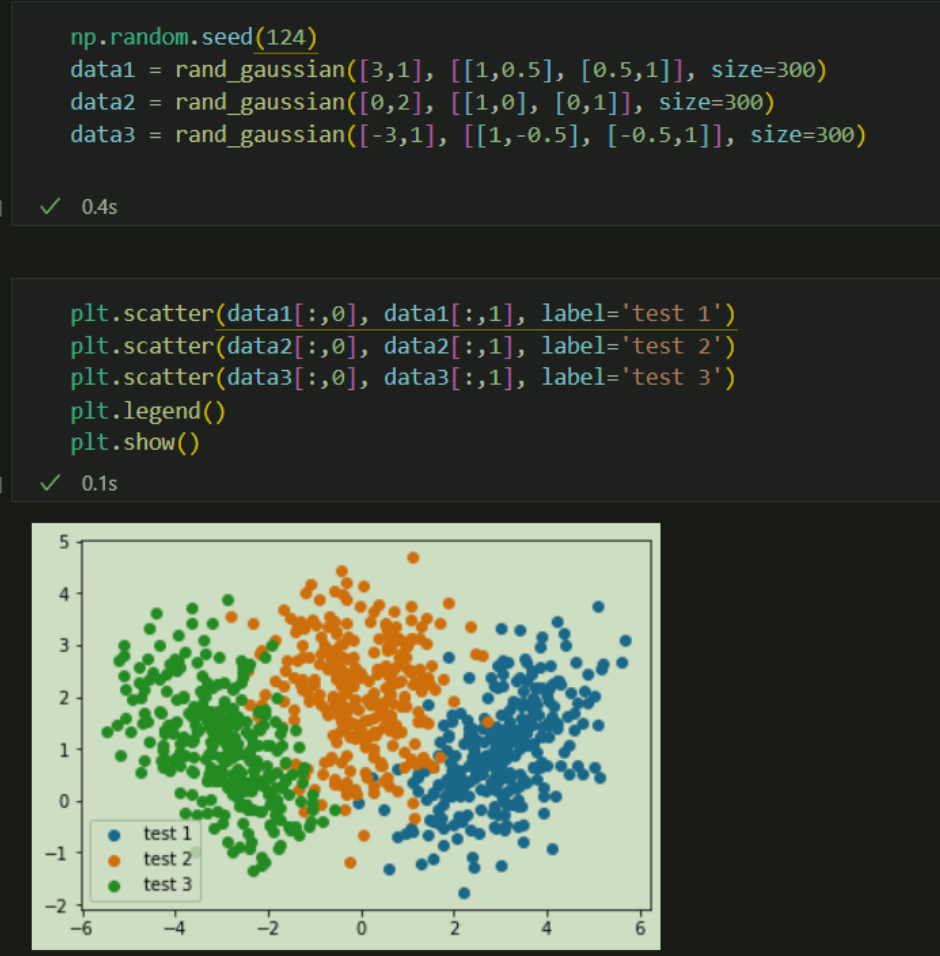 np.random.seed(124)
data1 = rand_gaussian([3,1], [[1,0.5], [0.5,1]], size=300)
data2 = rand_gaussian([0,2], [[1,0], [0,1]], size=300)
data3 = rand_gaussian([-3,1], [[1,-0.5], [-0.5,1]], size=300)
0.4s
plt.scatter(data1[:,0], data1[:,1], label='test 1')
plt.scatter(data2[:,0], data2[:,1], label='test 2')
plt.scatter(data3[:,0], data3[:,1], label='test 3')
plt.legend()
plt.show()
0.1s
5
4
3
2
1
0
−1
−2
test 1
test 2
test 3
−6 −4 −2 0 2 4 6